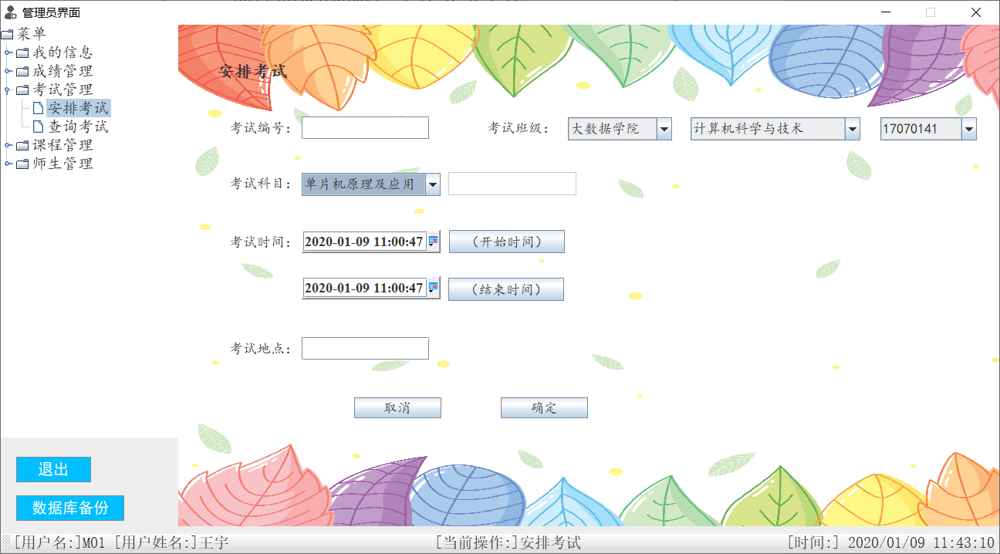 管理员界面
菜单
我的信息
成绩管理
考试管理
安排考试
查询考试
课程管理
师生管理
退出
数据库备份
安排考试
考试编号: 考试班级: 大数据学院 计算机科学与技术 17070141
考试科目: 单片机原理及应用
考试时间: 2020-01-09 11:00:47 (开始时间)
2020-01-09 11:00:47 (结束时间)
考试地点:
取消 确定
[用户名:]M01 [用户姓名:]王宇 [当前操作:]安排考试 [时间:] 2020/01/09 11:43:10